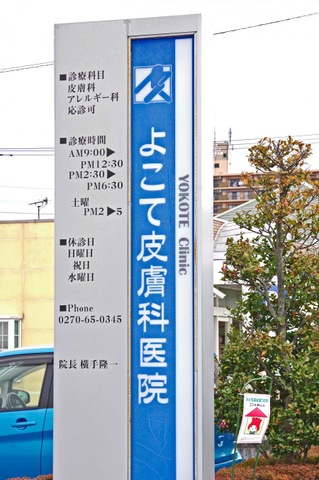 ■診療科目
皮膚科
アレルギー科
応診可
■診療時間
AM9:00▶
PM12:30
PM2:30▶
PM6:30
土曜
PM2▶5
■休診日
日曜日
祝日
水曜日
■Phone
0270-65-0345
院長 横手隆一
よこて皮膚科医院
YOKOTE Clinic